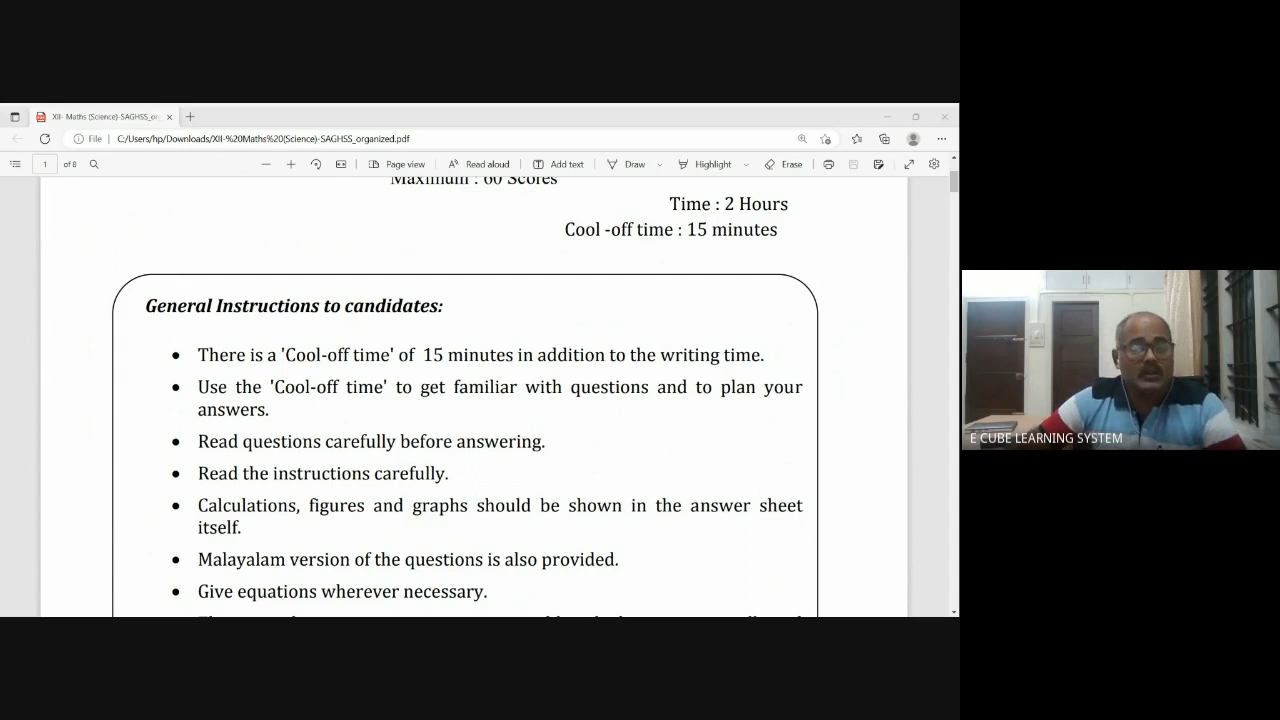 XII- Maths (Science)-SAGHSS_or
File
C:/Users/hp/Downloads/XII-%20Maths%20(Science)-SAGHSS_organized.pdf
1
of 8
Page view
Read aloud
Add text
Draw
Highlight
Erase
Maximum : 60 Scores
Time : 2 Hours
Cool -off time : 15 minutes
General Instructions to candidates:
• There is a 'Cool-off time' of 15 minutes in addition to the writing time.
• Use the 'Cool-off time' to get familiar with questions and to plan your
answers.
• Read questions carefully before answering.
• Read the instructions carefully.
• Calculations, figures and graphs should be shown in the answer sheet
itself.
• Malayalam version of the questions is also provided.
• Give equations wherever necessary.
E CUBE LEARNING SYSTEM